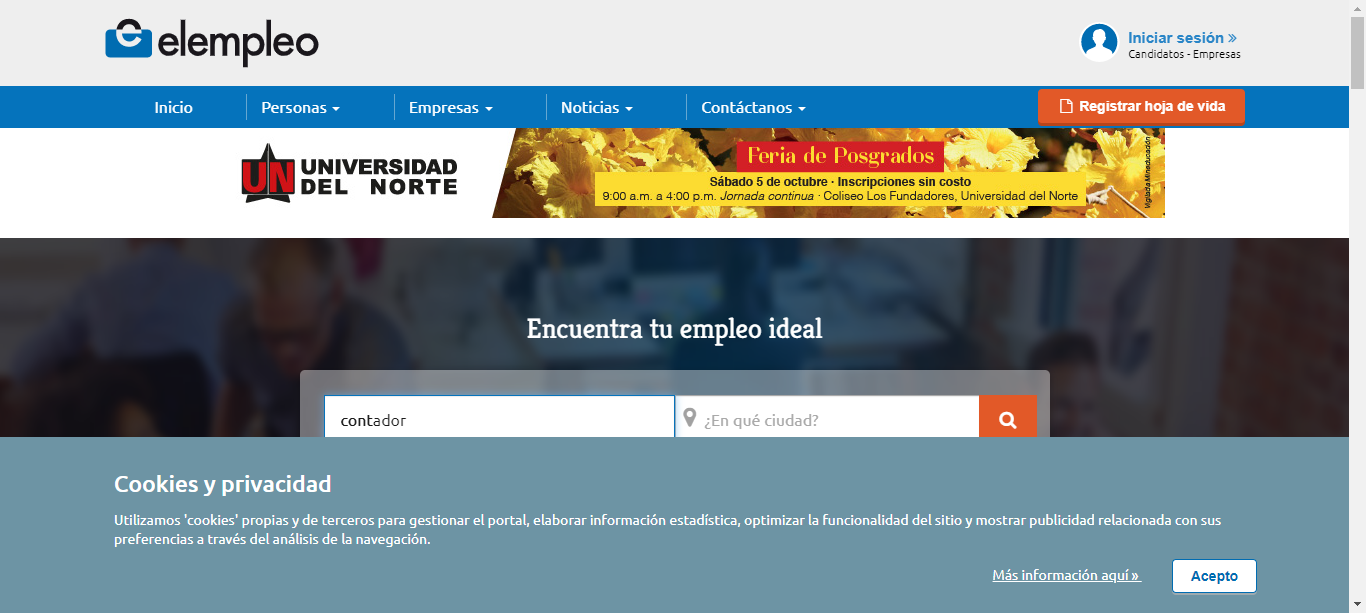 elempleo
Iniciar sesión »
Candidatos - Empresas
Inicio
Personas
Empresas
Noticias
Contáctanos
Registrar hoja de vida
UN UNIVERSIDAD
DEL NORTE
Feria de Posgrados
Sábado 5 de octubre · Inscripciones sin costo
9:00 a.m. a 4:00 p.m. Jornada continua · Coliseo Los Fundadores, Universidad del Norte
Vigilada Mineducación
Encuentra tu empleo ideal
contador
¿En qué ciudad?
Cookies y privacidad
Utilizamos 'cookies' propias y de terceros para gestionar el portal, elaborar información estadística, optimizar la funcionalidad del sitio y mostrar publicidad relacionada con sus
preferencias a través del análisis de la navegación.
Más información aquí »
Acepto